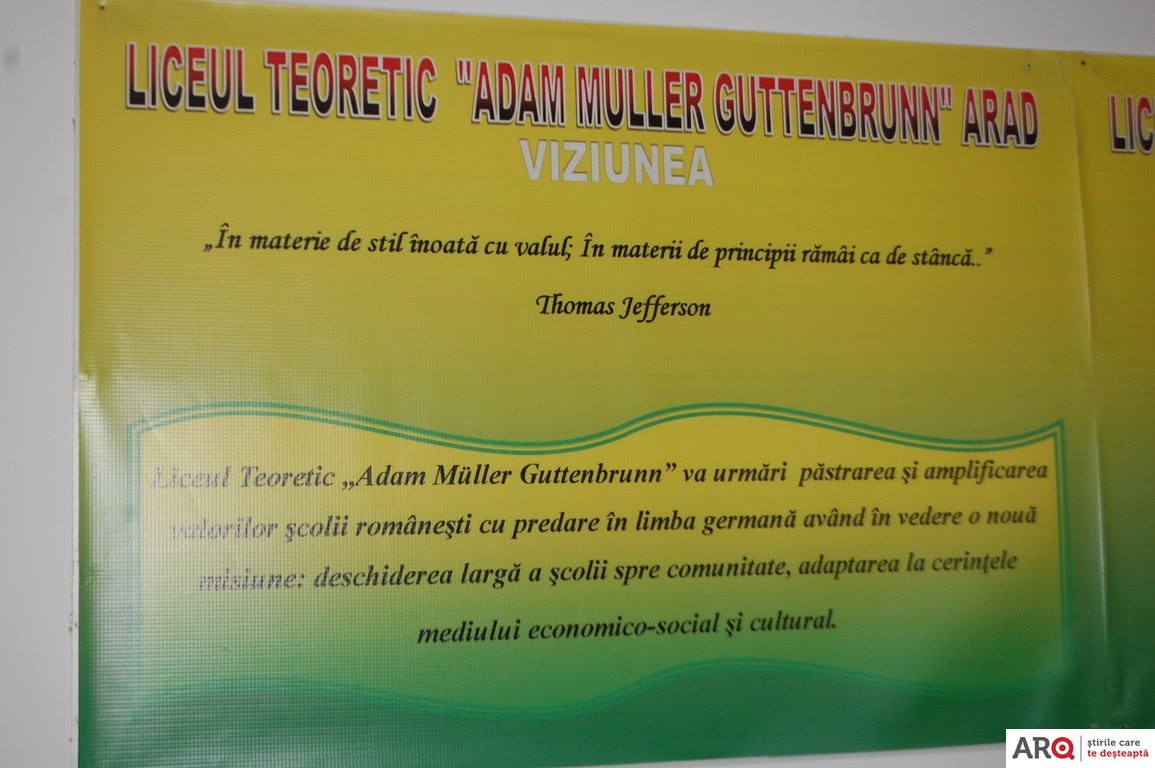 LICEUL TEORETIC "ADAM MULLER GUTTENBRUNN" ARAD
VIZIUNEA
„În materie de stil înoată cu valul; În materii de principii rămâi ca de stâncă..”
Thomas Jefferson
Liceul Teoretic „Adam Müller Guttenbrunn” va urmări păstrarea şi amplificarea
valorilor şcolii româneşti cu predare în limba germană având în vedere o nouă
misiune: deschiderea largă a şcolii spre comunitate, adaptarea la cerinţele
mediului economico-social şi cultural.
LIC
ARQ
știrile care
te deșteaptă